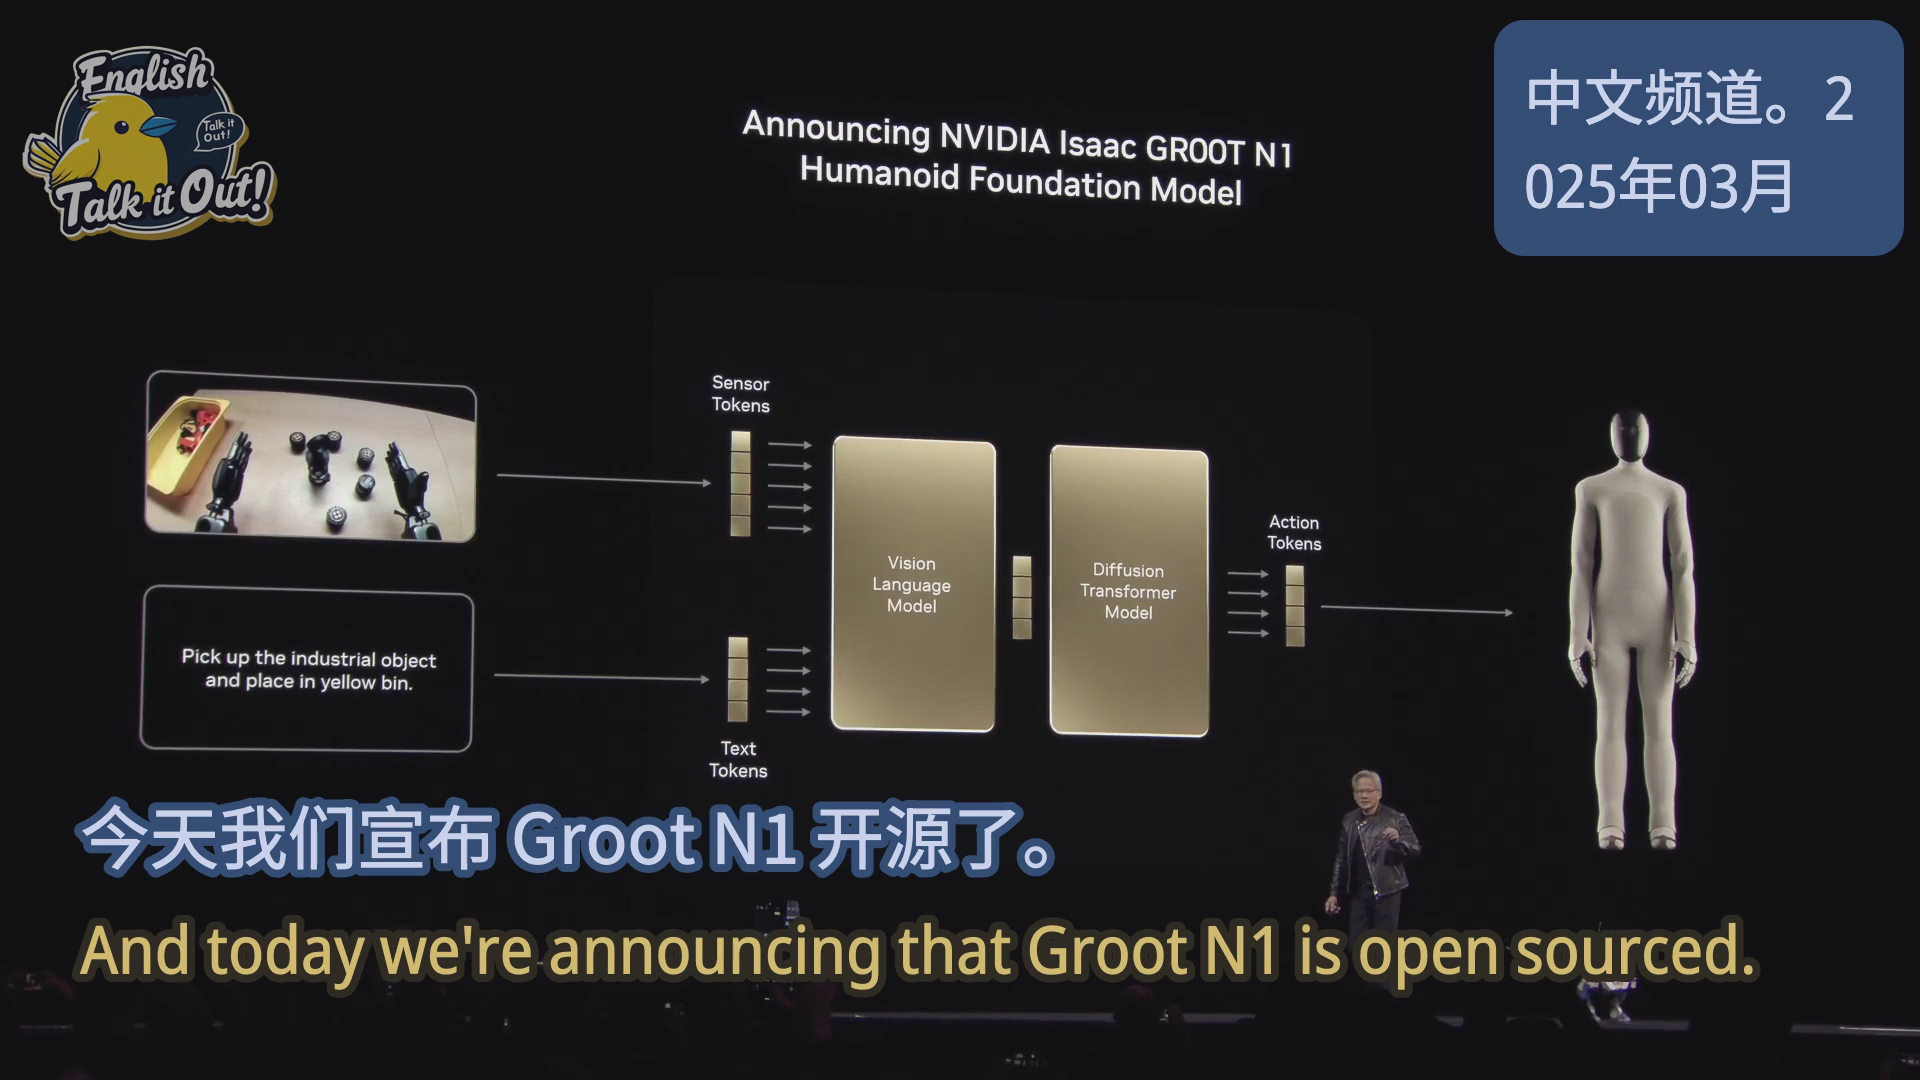 English
Talk it
Out!
Talk it Out!
中文频道。2
025年03月
Announcing NVIDIA Isaac GR00T N1
Humanoid Foundation Model
Sensor
Tokens
Vision
Language
Model
Diffusion
Transformer
Model
Action
Tokens
Pick up the industrial object
and place in yellow bin.
Text
Tokens
今天我们宣布 Groot N1 开源了。
And today we're announcing that Groot N1 is open sourced.